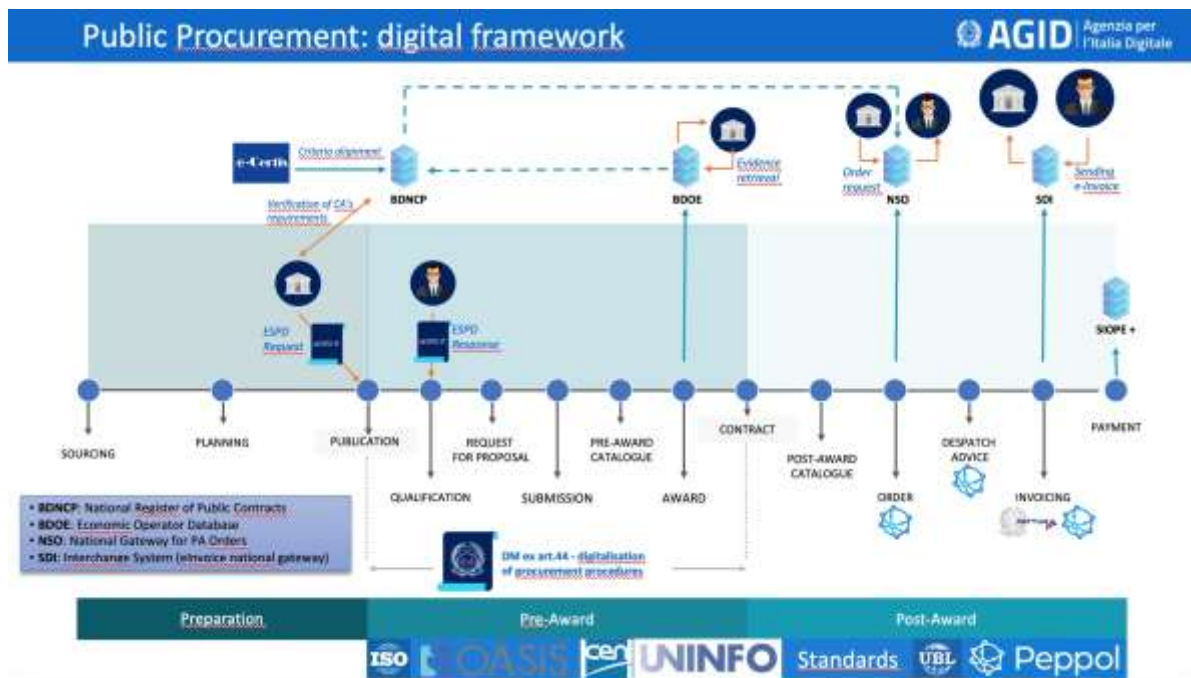 Public Procurement: digital framework
AGID
Agenzia per
l'Italia Digitale
e-Certis
Criteria alignment
BDNCP
Evidence
retrieval
BDOE
Order
request
NSO
Sending
e-Invoice
SDI
Verification of CA's
requirements
ESPD
Request
ESPD
Response
SIOPE +
SOURCING
PLANNING
PUBLICATION
QUALIFICATION
REQUEST
FOR PROPOSAL
SUBMISSION
PRE-AWARD
CATALOGUE
AWARD
CONTRACT
POST-AWARD
CATALOGUE
ORDER
DESPATCH
ADVICE
INVOICING
PAYMENT
• BDNCP: National Register of Public Contracts
• BDOE: Economic Operator Database
• NSO: National Gateway for PA Orders
• SDI: Interchange System (eInvoice national gateway)
DM ex art.44 - digitalisation
of procurement procedures
Preparation
Pre-Award
Post-Award
ISO
OASIS
cen
UNINFO
Standards
UBL
Peppol